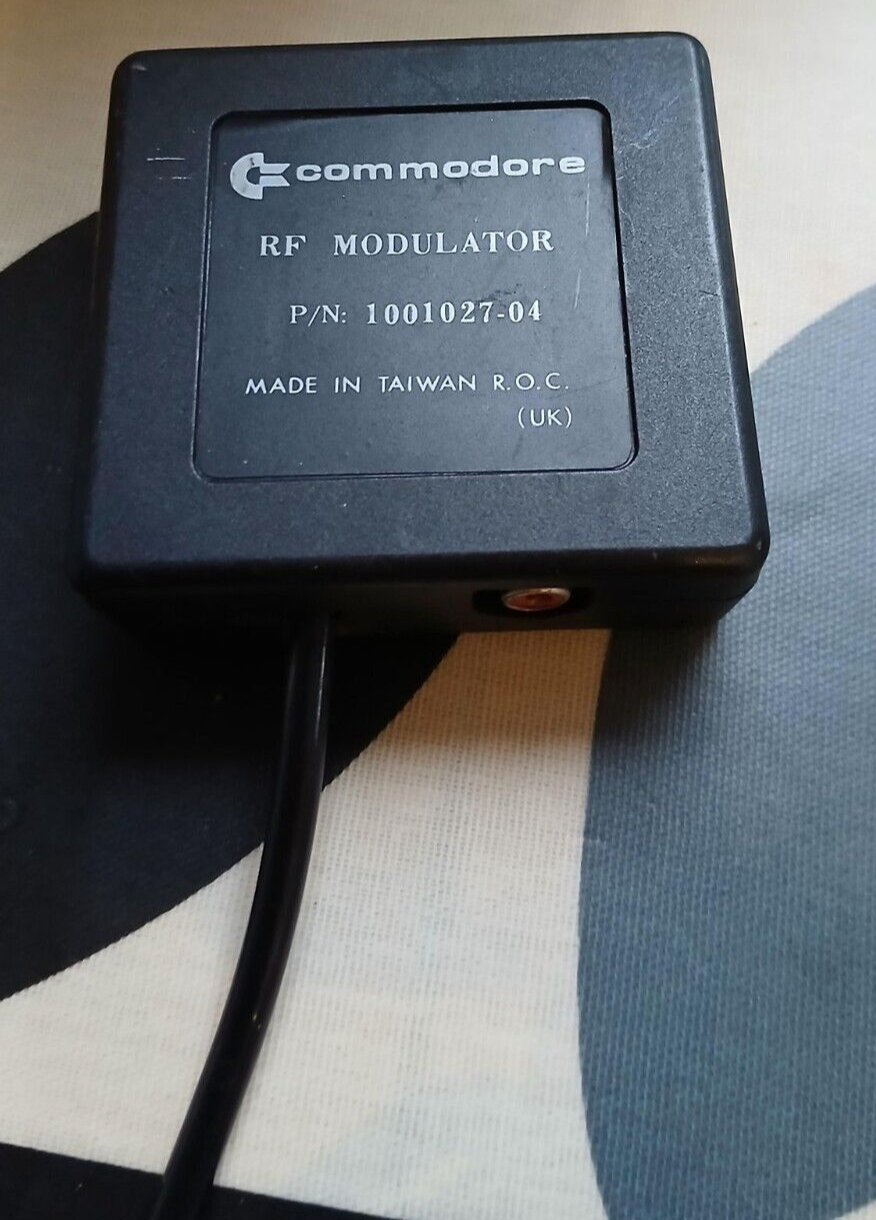 commodore
RF MODULATOR
P/N: 1001027-04
MADE IN TAIWAN R.O.C.
(UK)